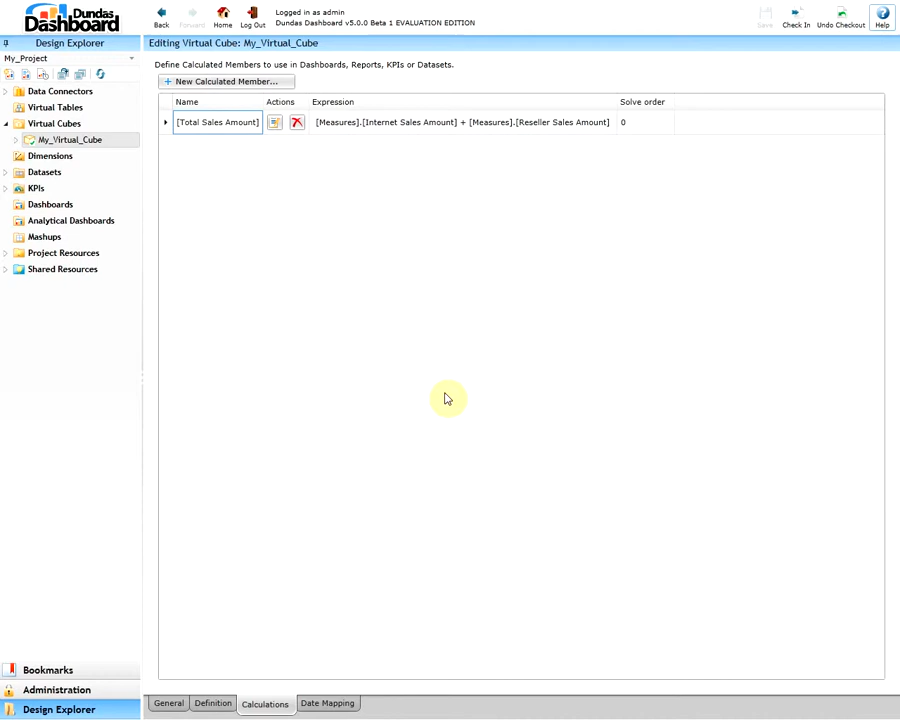 Dundas
Dashboard
Back
Forward
Home
Log Out
Logged in as admin
Dundas Dashboard v5.0.0 Beta 1 EVALUATION EDITION
Save
Check In
Undo Checkout
Help
Design Explorer
Editing Virtual Cube: My_Virtual_Cube
My_Project
Data Connectors
Virtual Tables
Virtual Cubes
My_Virtual_Cube
Dimensions
Datasets
KPIs
Dashboards
Analytical Dashboards
Mashups
Project Resources
Shared Resources
Define Calculated Members to use in Dashboards, Reports, KPIs or Datasets.
+ New Calculated Member...
Name Actions Expression Solve order
[Total Sales Amount] [Measures].[Internet Sales Amount] + [Measures].[Reseller Sales Amount] 0
Bookmarks
Administration
Design Explorer
General Definition Calculations Date Mapping